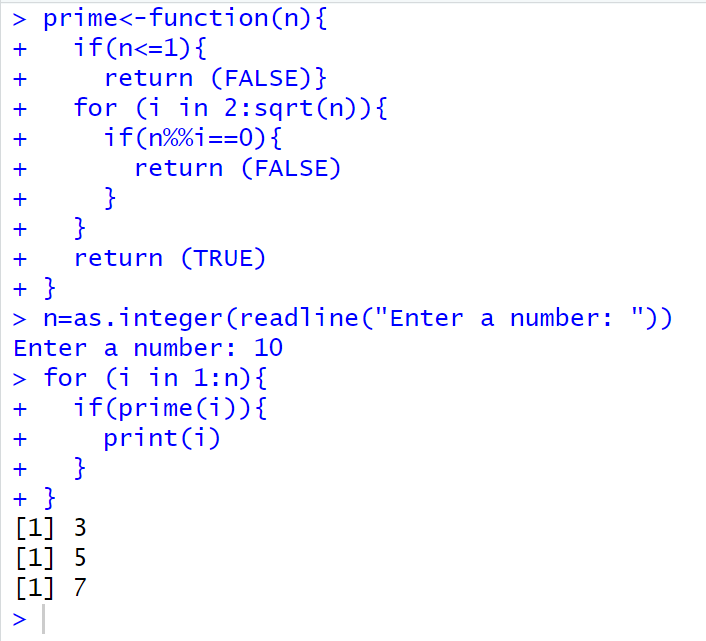 > prime<-function(n){
+   if(n<=1){
+     return (FALSE)}
+   for (i in 2:sqrt(n)){
+     if(n%%i==0){
+       return (FALSE)
+     }
+   }
+   return (TRUE)
+ }
> n=as.integer(readline("Enter a number: "))
Enter a number: 10
> for (i in 1:n){
+   if(prime(i)){
+     print(i)
+   }
+ }
[1] 3
[1] 5
[1] 7
>